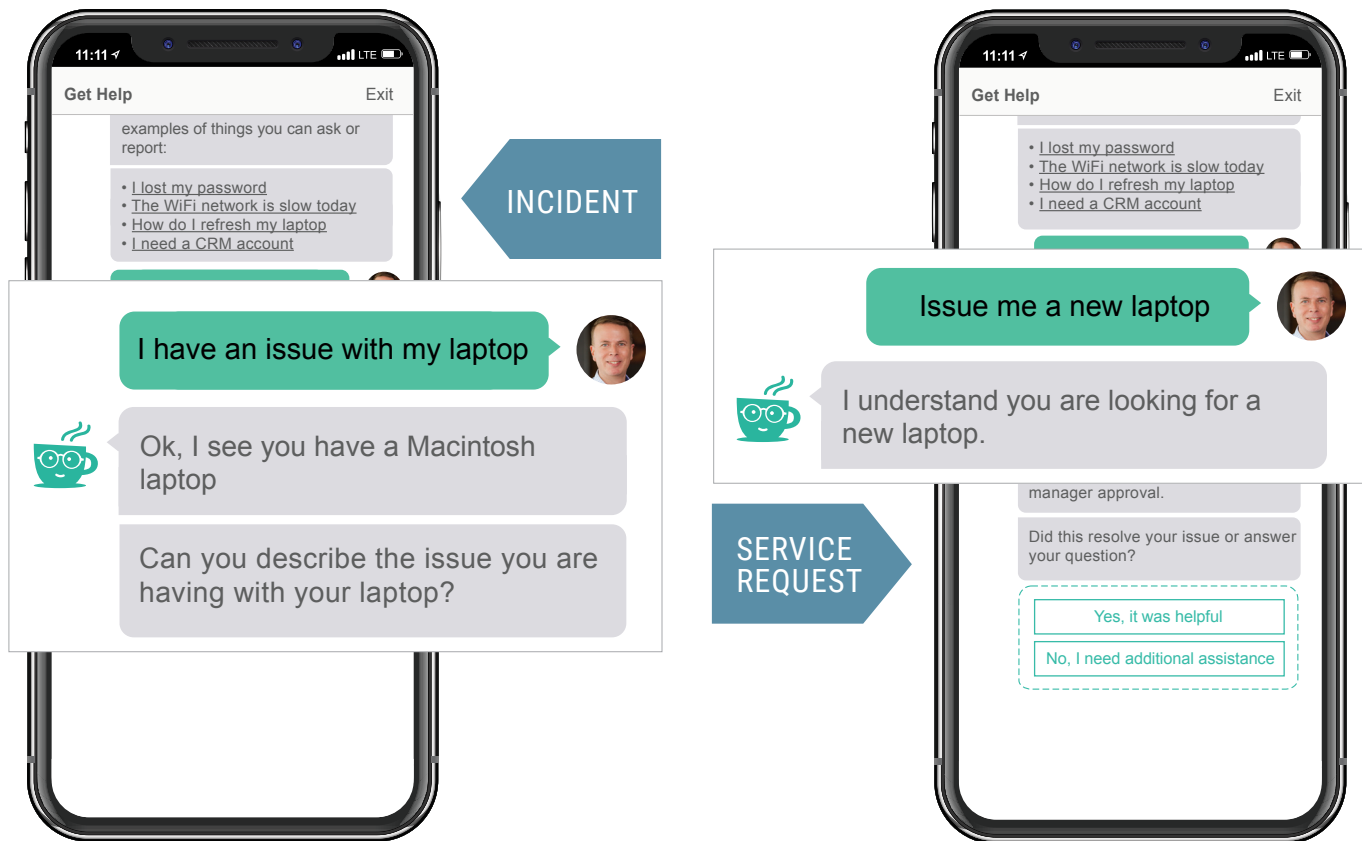 11:11
LTE
Get Help
Exit
examples of things you can ask or
report:
• I lost my password
• The WiFi network is slow today
• How do I refresh my laptop
• I need a CRM account
INCIDENT
I have an issue with my laptop
Ok, I see you have a Macintosh
laptop
Can you describe the issue you are
having with your laptop?
11:11
LTE
Get Help
Exit
• I lost my password
• The WiFi network is slow today
• How do I refresh my laptop
• I need a CRM account
Issue me a new laptop
I understand you are looking for a
new laptop.
manager approval.
SERVICE
REQUEST
Did this resolve your issue or answer
your question?
Yes, it was helpful
No, I need additional assistance